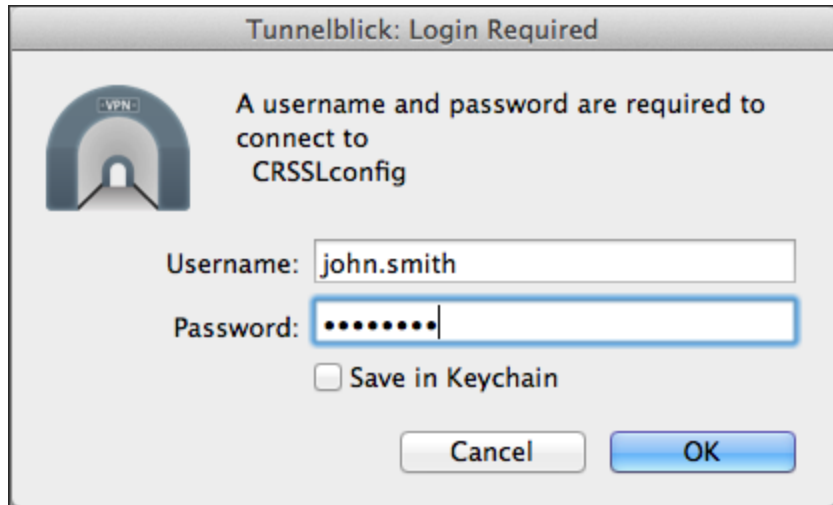 Tunnelblick: Login Required
VPN
A username and password are required to
connect to
CRSSLconfig
Username: john.smith
Password: ••••••••
Save in Keychain
Cancel OK